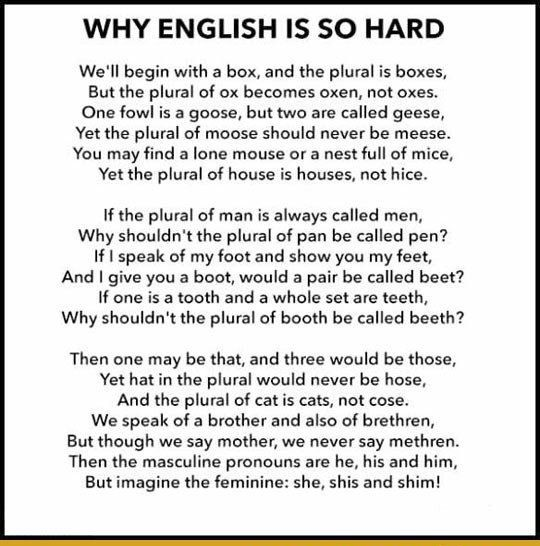 WHY ENGLISH IS SO HARD
We'll begin with a box, and the plural is boxes,
But the plural of ox becomes oxen, not oxes.
One fowl is a goose, but two are called geese,
Yet the plural of moose should never be meese.
You may find a lone mouse or a nest full of mice,
Yet the plural of house is houses, not hice.
If the plural of man is always called men,
Why shouldn't the plural of pan be called pen?
If I speak of my foot and show you my feet,
And I give you a boot, would a pair be called beet?
If one is a tooth and a whole set are teeth,
Why shouldn't the plural of booth be called beeth?
Then one may be that, and three would be those,
Yet hat in the plural would never be hose,
And the plural of cat is cats, not cose.
We speak of a brother and also of brethren,
But though we say mother, we never say methren.
Then the masculine pronouns are he, his and him,
But imagine the feminine: she, shis and shim!